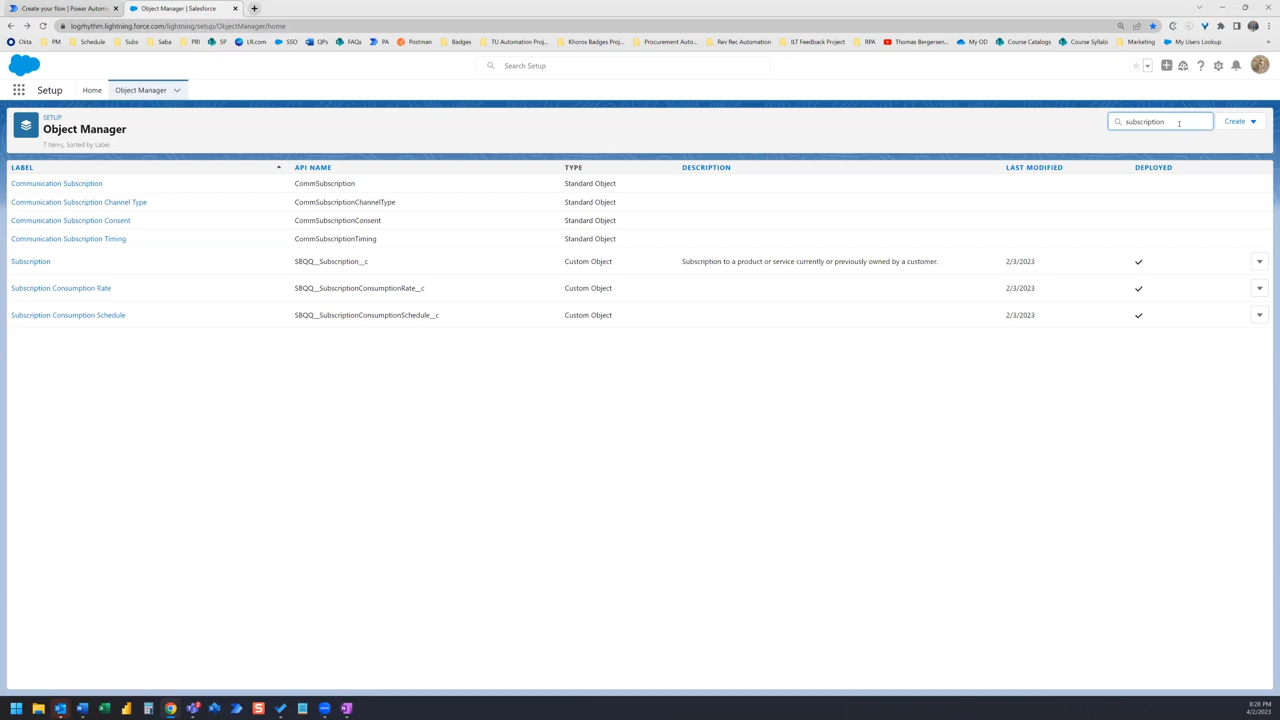 Create your flow | Power Automa
Object Manager | Salesforce
logrhythm.lightning.force.com/lightning/setup/ObjectManager/home
Okta PM Schedule Subs Saba PBI SP LR.com SSO QPs FAQs PA Postman Badges TU Automation Proj... Khoros Badges Proj... Procurement Auto... Rev Rec Automation ILT Feedback Project RPA Thomas Bergersen... My OD Course Catalogs Course Syllabi Marketing My Users Lookup »
Search Setup
Setup Home Object Manager
SETUP
Object Manager
7 Items, Sorted by Label
subscription
Create
LABEL API NAME TYPE DESCRIPTION LAST MODIFIED DEPLOYED
Communication Subscription CommSubscription Standard Object
Communication Subscription Channel Type CommSubscriptionChannelType Standard Object
Communication Subscription Consent CommSubscriptionConsent Standard Object
Communication Subscription Timing CommSubscriptionTiming Standard Object
Subscription SBQQ__Subscription__c Custom Object Subscription to a product or service currently or previously owned by a customer. 2/3/2023
Subscription Consumption Rate SBQQ__SubscriptionConsumptionRate__c Custom Object 2/3/2023
Subscription Consumption Schedule SBQQ__SubscriptionConsumptionSchedule__c Custom Object 2/3/2023
8:28 PM
4/2/2023